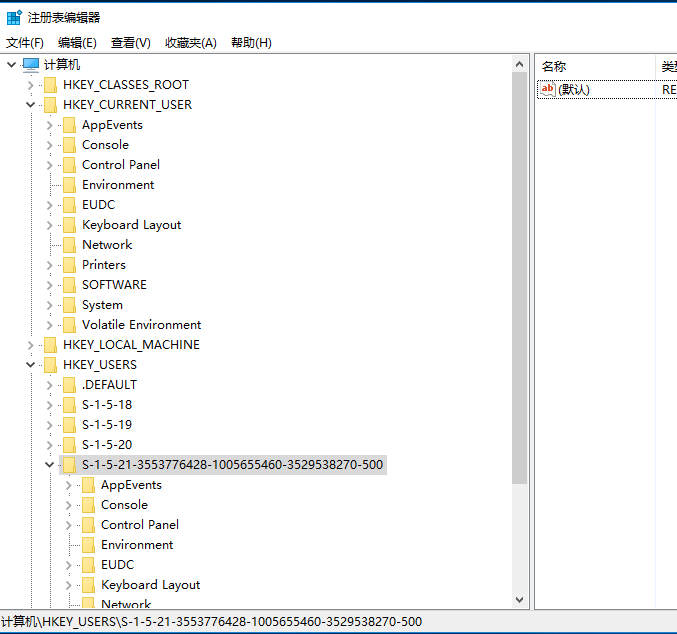 注册表编辑器
文件(F) 编辑(E) 查看(V) 收藏夹(A) 帮助(H)
计算机
HKEY_CLASSES_ROOT
HKEY_CURRENT_USER
AppEvents
Console
Control Panel
Environment
EUDC
Keyboard Layout
Network
Printers
SOFTWARE
System
Volatile Environment
HKEY_LOCAL_MACHINE
HKEY_USERS
.DEFAULT
S-1-5-18
S-1-5-19
S-1-5-20
S-1-5-21-3553776428-1005655460-3529538270-500
AppEvents
Console
Control Panel
Environment
EUDC
Keyboard Layout
Network
名称 类
ab (默认) RE
计算机\HKEY_USERS\S-1-5-21-3553776428-1005655460-3529538270-500